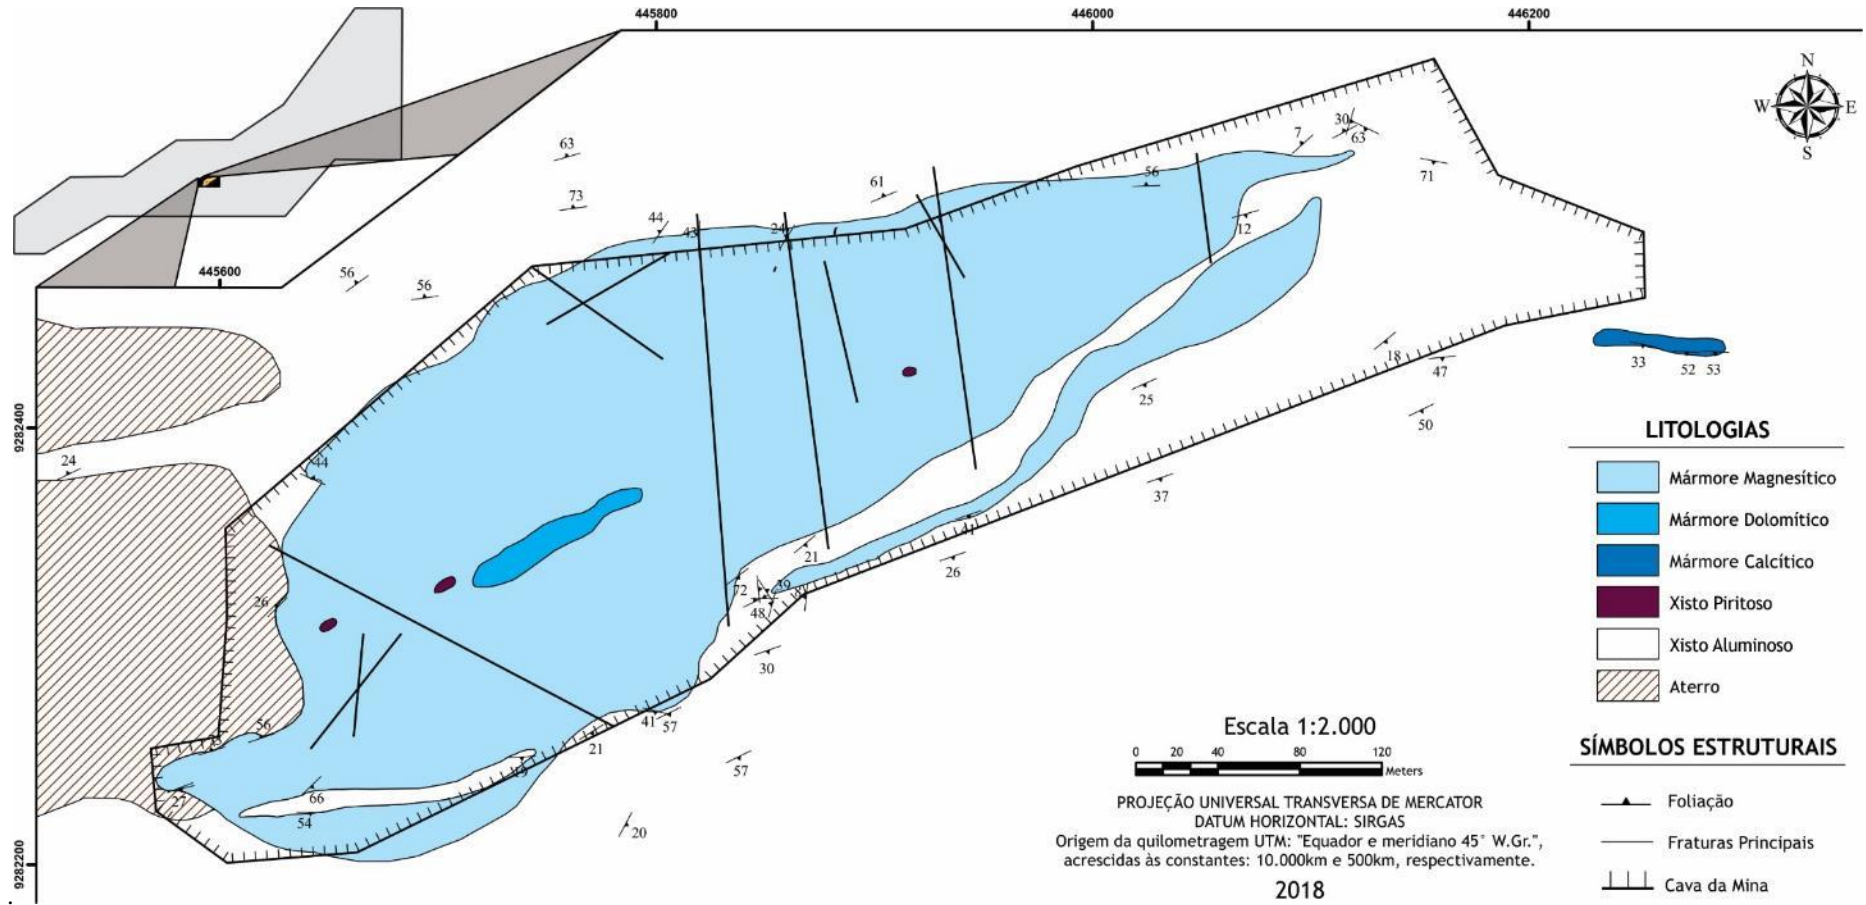 445800
446000
446200
N
W
E
S
30
7
63
63
56
71
61
73
44
43
24
12
445600
56
56
9282400
24
44
18
47
33
52
53
25
50
37
41
26
21
72
39
48
26
30
56
41
57
21
57
19
27
66
54
20
9282200
LITOLOGIAS
Mármore Magnesítico
Mármore Dolomítico
Mármore Calcítico
Xisto Piritoso
Xisto Aluminoso
Aterro
SÍMBOLOS ESTRUTURAIS
Foliação
Fraturas Principais
Cava da Mina
Escala 1:2.000
0 20 40 80 120
Meters
PROJEÇÃO UNIVERSAL TRANSVERSA DE MERCATOR
DATUM HORIZONTAL: SIRGAS
Origem da quilometragem UTM: "Equador e meridiano 45° W.Gr.",
acrescidas às constantes: 10.000km e 500km, respectivamente.
2018